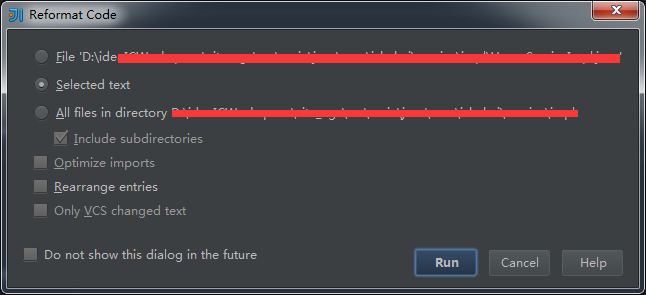 Reformat Code
File 'D:\ide
Selected text
All files in directory
Include subdirectories
Optimize imports
Rearrange entries
Only VCS changed text
Do not show this dialog in the future
Run
Cancel
Help